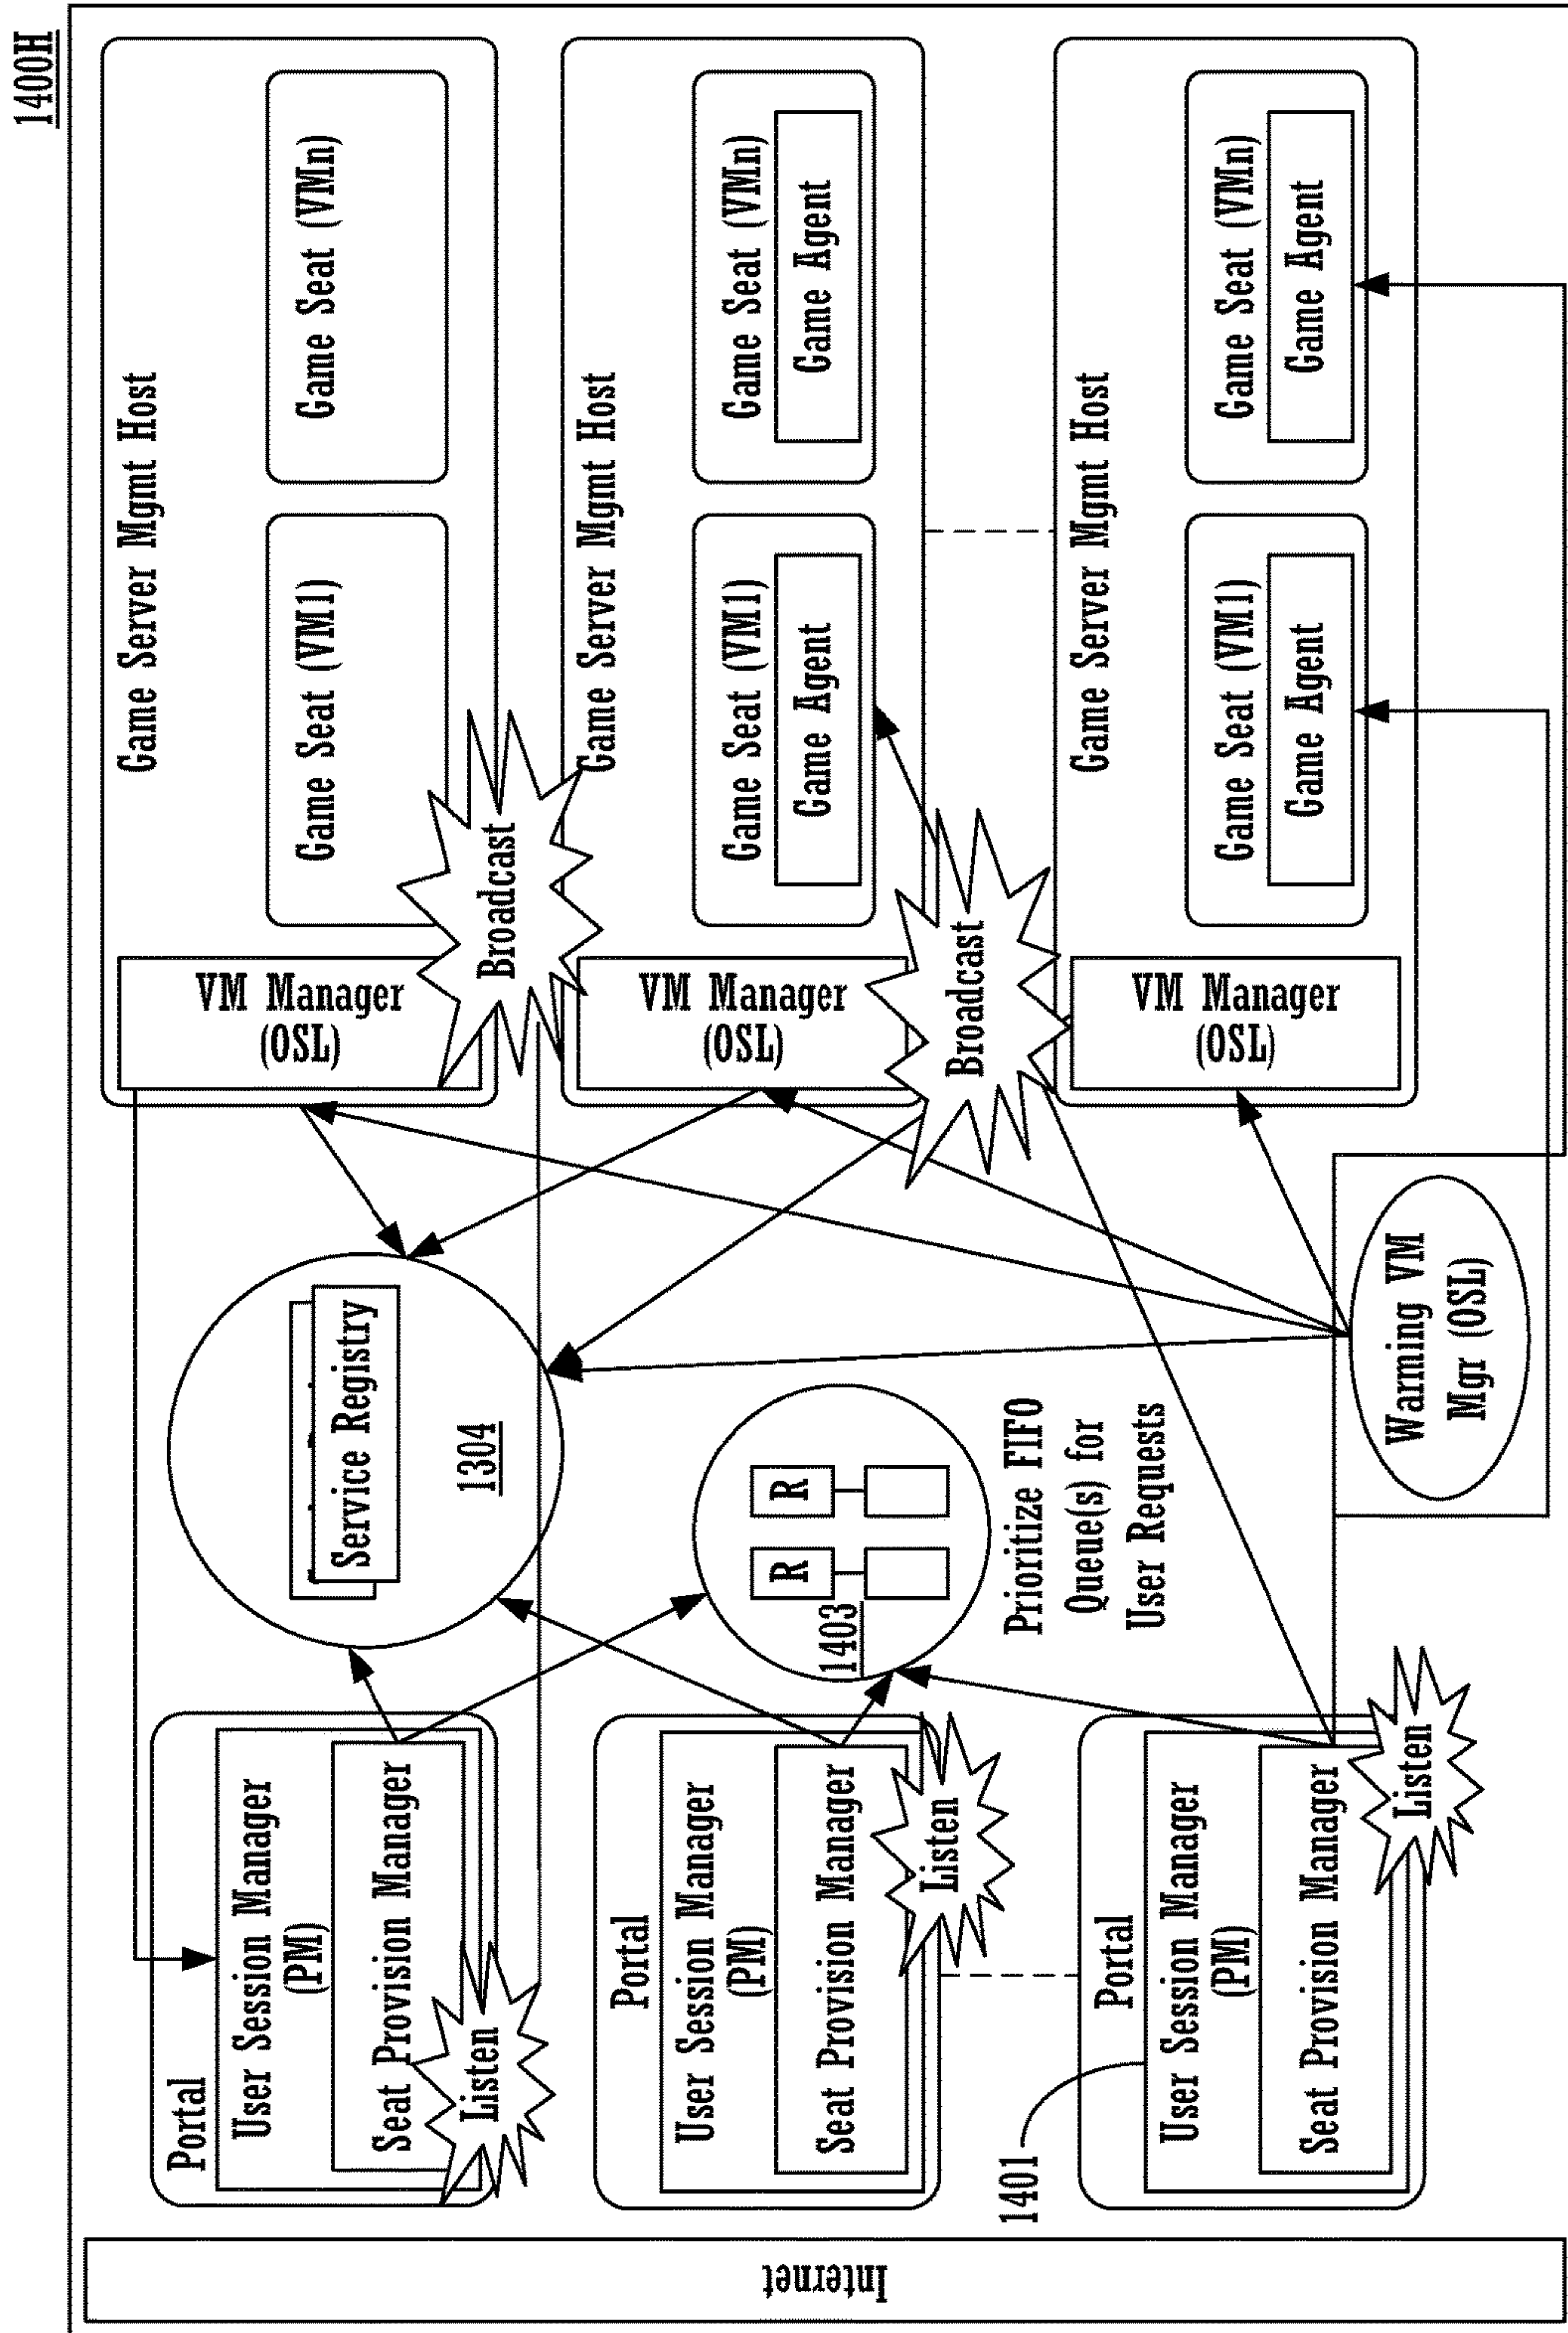 1400H
Internet
Portal
User Session Manager
(PM)
Seat Provision Manager
Listen
Portal
User Session Manager
(PM)
Seat Provision Manager
Listen
1401
Portal
User Session Manager
(PM)
Seat Provision Manager
Listen
Service Registry
1304
R
R
1403
Prioritize FIFO
Queue(s) for
User Requests
Warming VM
Mgr (OSL)
Game Server Mgmt Host
VM Manager
(OSL)
Game Seat (VM1)
Game Seat (VMn)
Broadcast
Game Server Mgmt Host
VM Manager
(OSL)
Game Seat (VM1)
Game Agent
Game Seat (VMn)
Game Agent
Broadcast
Game Server Mgmt Host
VM Manager
(OSL)
Game Seat (VM1)
Game Agent
Game Seat (VMn)
Game Agent